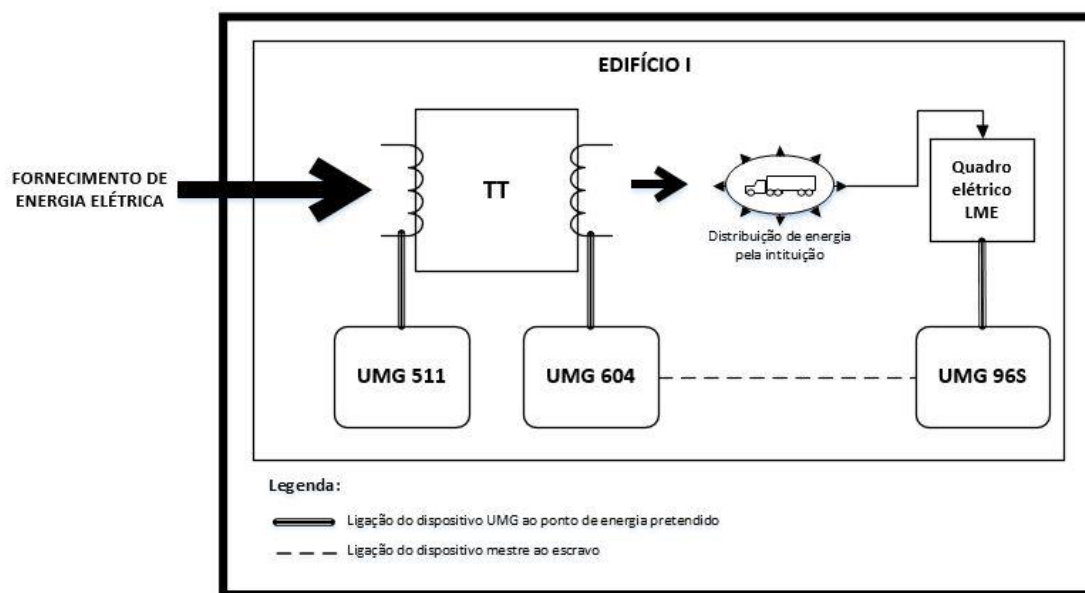 EDIFÍCIO I
FORNECIMENTO DE
ENERGIA ELÉTRICA
TT
Distribuição de energia
pela intituição
Quadro
elétrico
LME
UMG 511
UMG 604
UMG 96S
Legenda:
Ligação do dispositivo UMG ao ponto de energia pretendido
Ligação do dispositivo mestre ao escravo